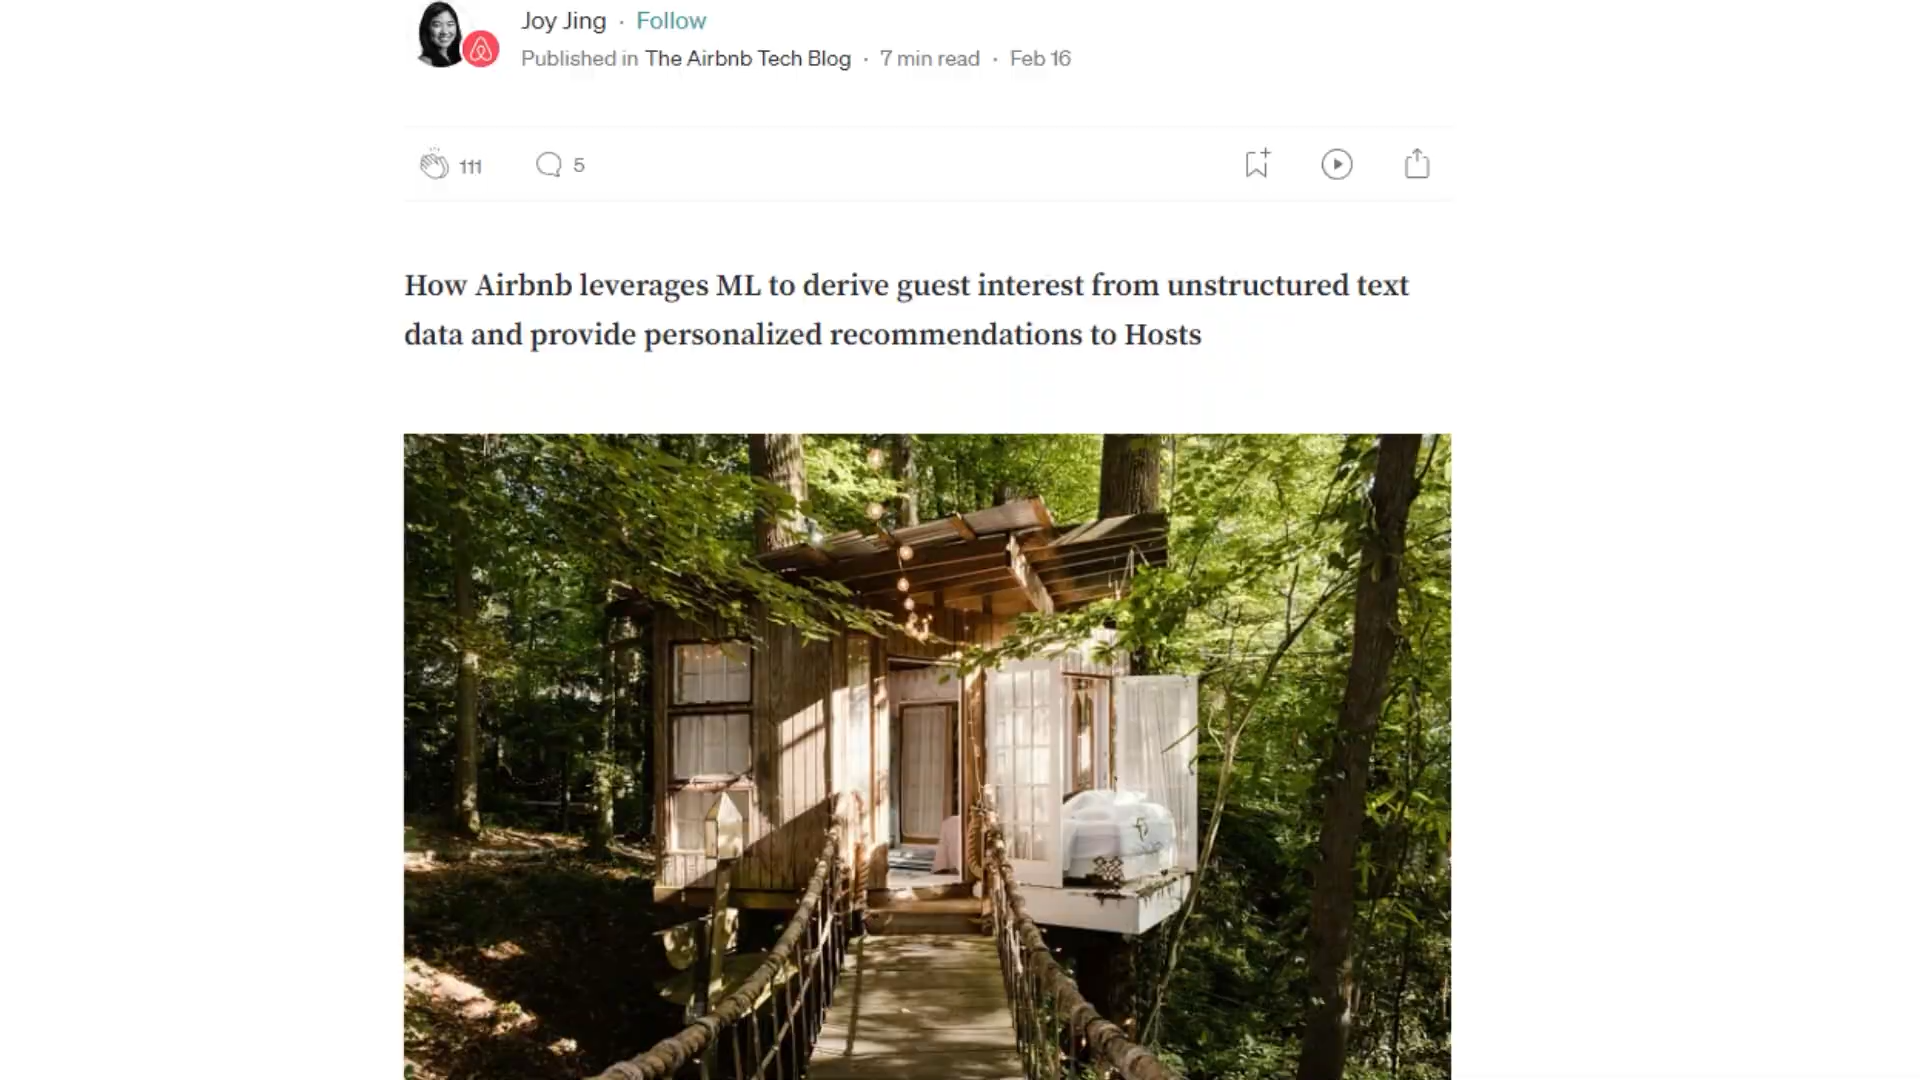 Joy Jing · Follow
Published in The Airbnb Tech Blog · 7 min read · Feb 16
111 5
How Airbnb leverages ML to derive guest interest from unstructured text
data and provide personalized recommendations to Hosts